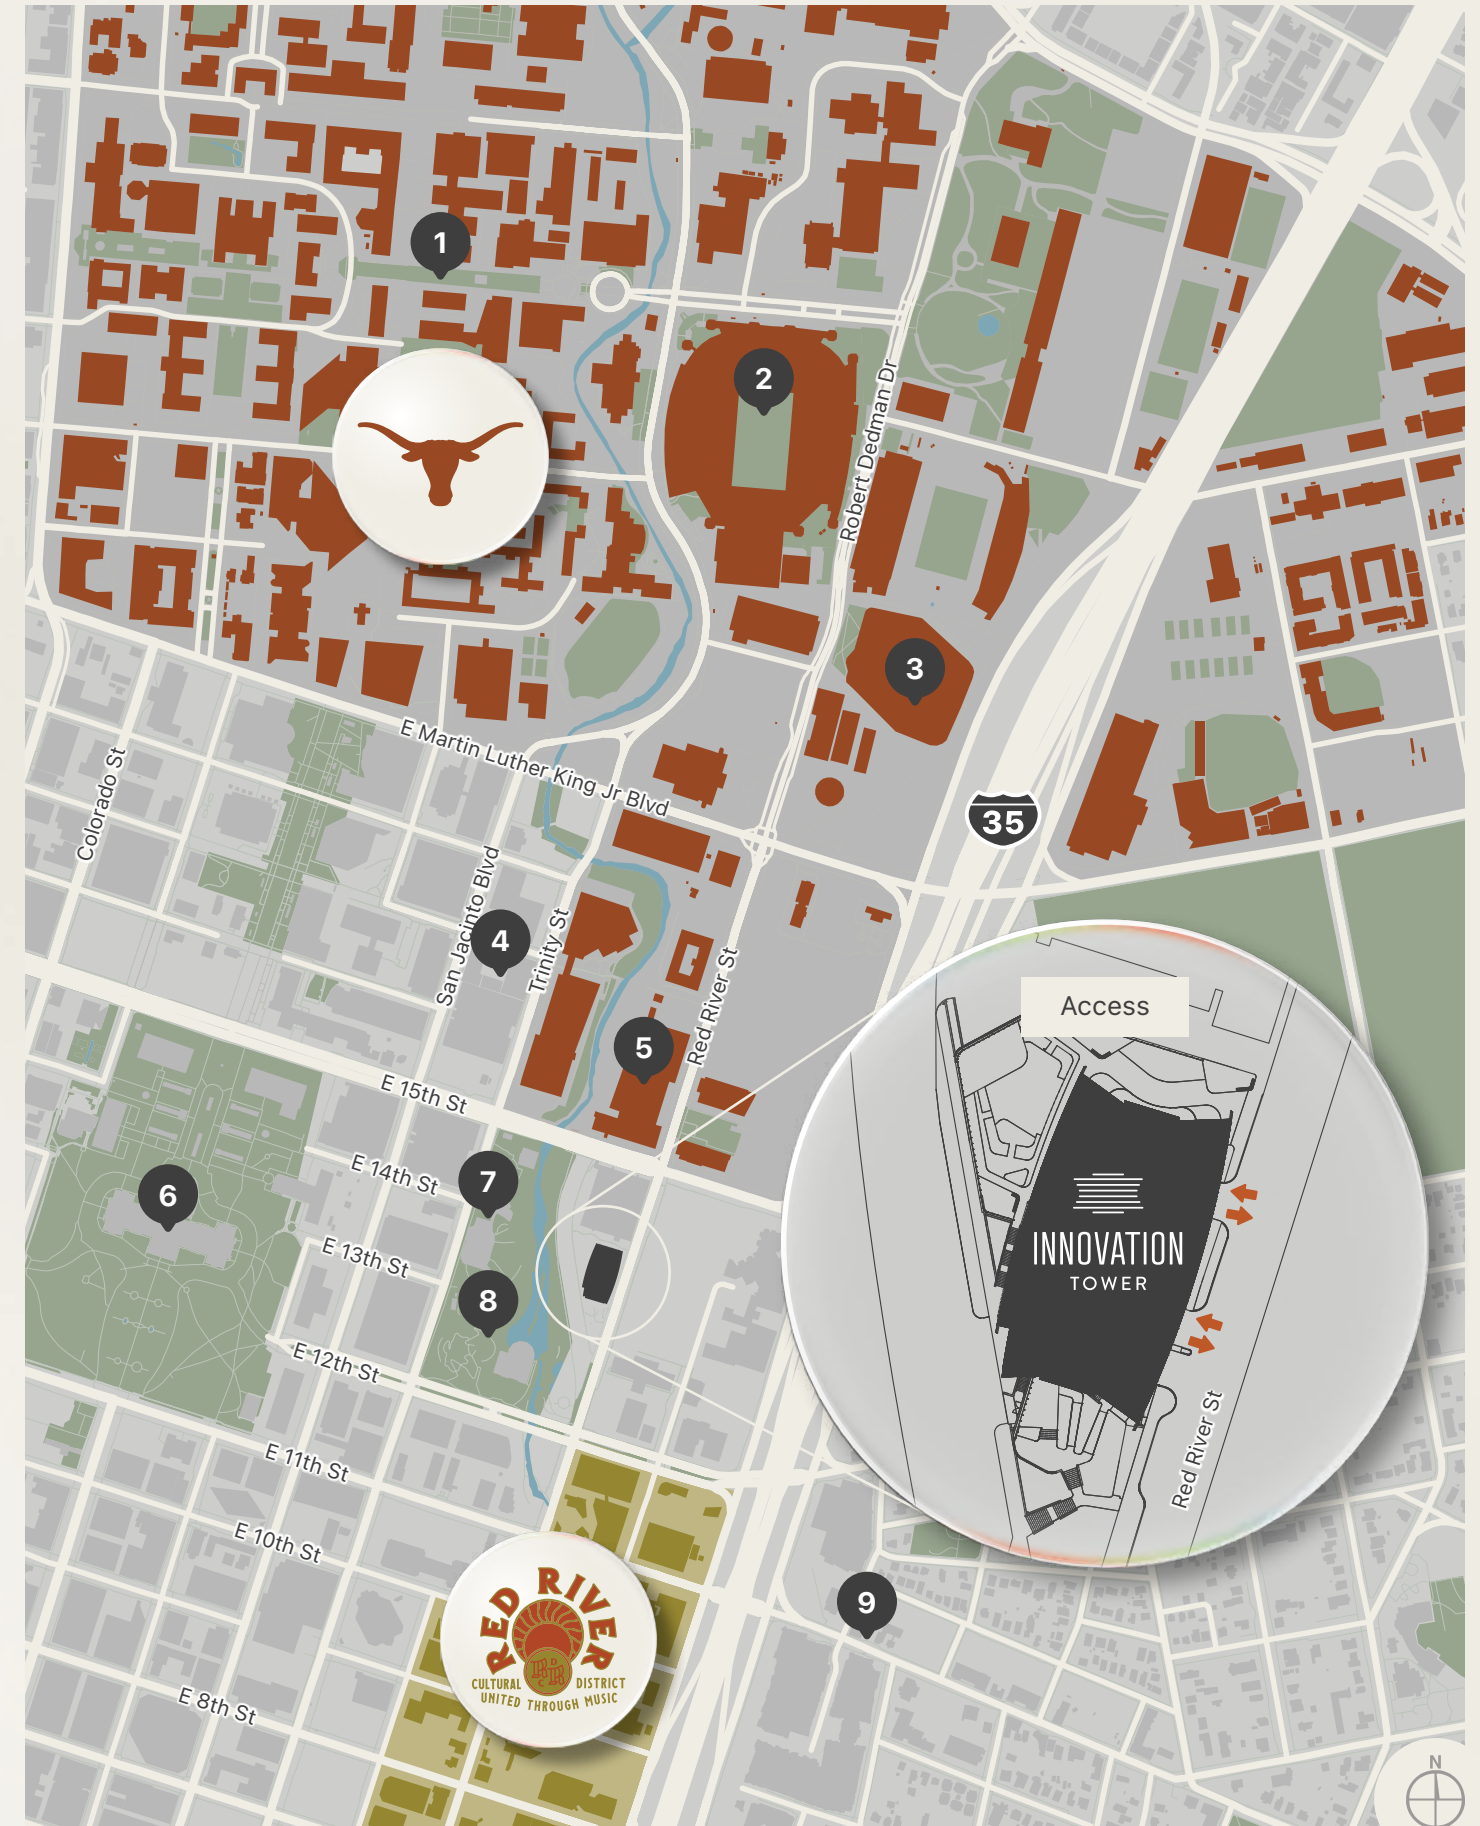 1
2
Robert Dedman Dr
3
E Martin Luther King Jr Blvd
Colorado St
35
San Jacinto Blvd
4
Trinity St
Red River St
5
Access
E 15th St
6
E 14th St
7
E 13th St
8
INNOVATION
TOWER
E 12th St
Red River St
E 11th St
E 10th St
RED RIVER
CULTURAL DISTRICT
UNITED THROUGH MUSIC
9
E 8th St
N